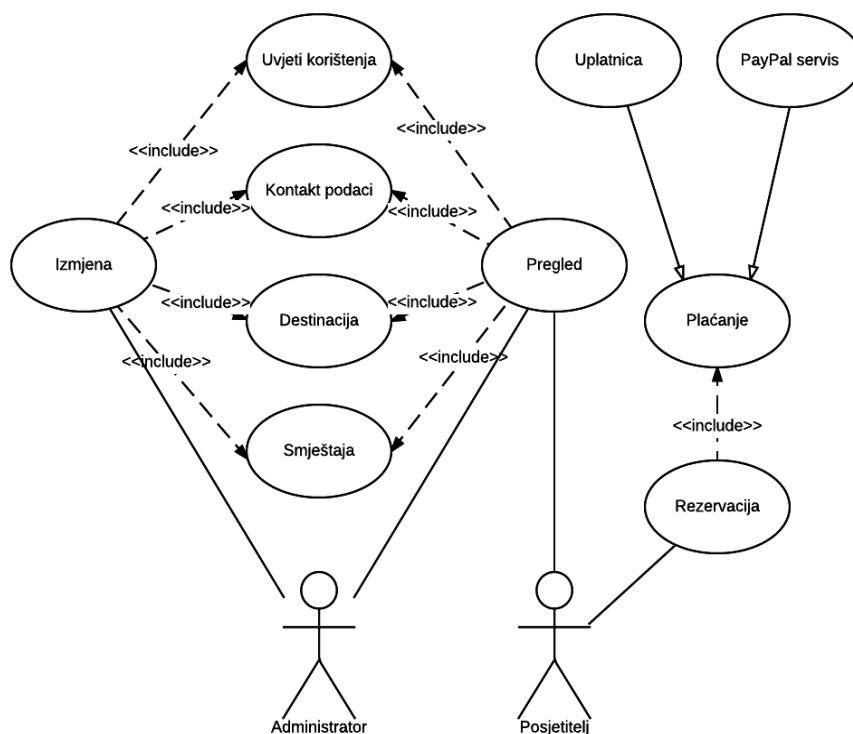 Uvjeti korištenja
Uplatnica
PayPal servis
<<include>>
<<include>>
Kontakt podaci
<<include>>
<<include>>
Izmjena
Pregled
<<include>>
<<include>>
Destinacija
Plaćanje
<<include>>
<<include>>
<<include>>
Smještaja
Rezervacija
Administrator
Posjetitelj